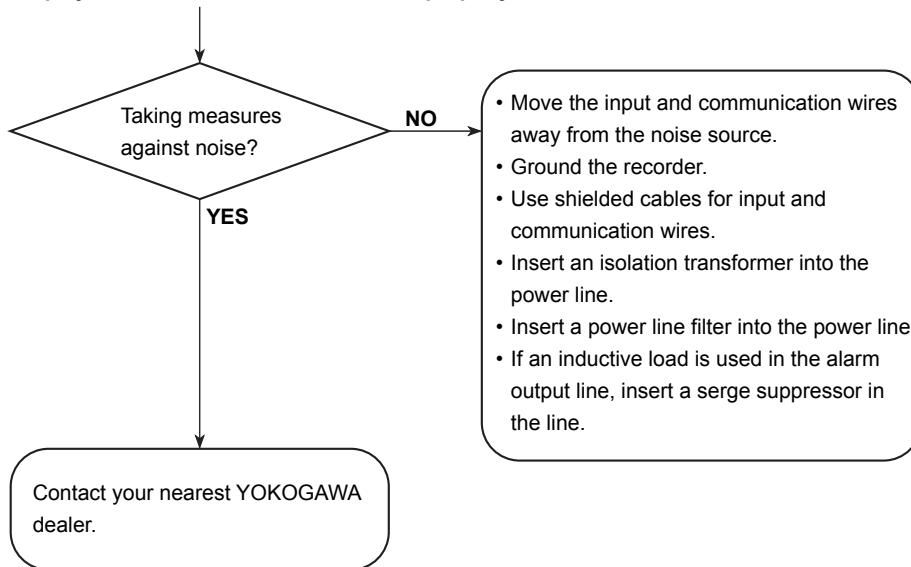 Taking measures
against noise?
NO
YES
• Move the input and communication wires
away from the noise source.
• Ground the recorder.
• Use shielded cables for input and
communication wires.
• Insert an isolation transformer into the
power line.
• Insert a power line filter into the power line
• If an inductive load is used in the alarm
output line, insert a serge suppressor in
the line.
Contact your nearest YOKOGAWA
dealer.